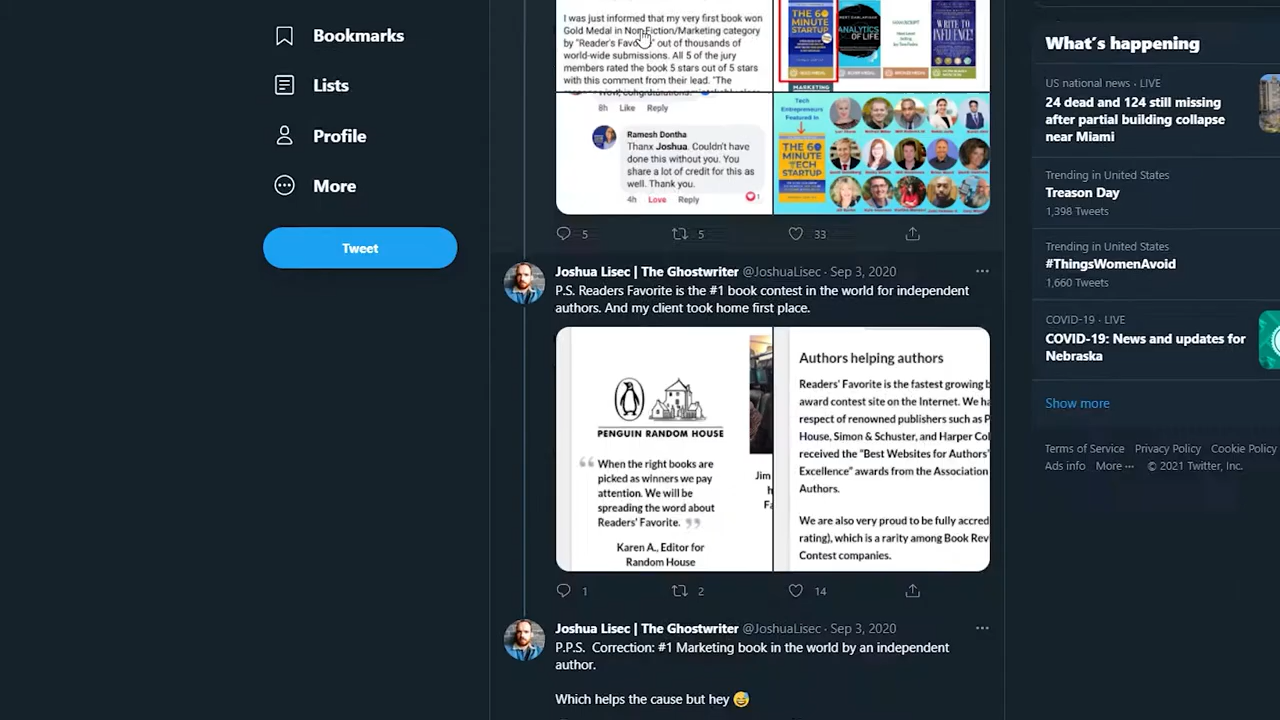 Bookmarks
Lists
Profile
More
Tweet
I was just informed that my very first book won
Gold Medal in Non-Fiction/Marketing category
by "Reader's Favorite" out of thousands of
world-wide submissions. All 5 of the jury
members rated the book 5 stars out of 5 stars
with this comment from their lead. "The
8h Like Reply
Ramesh Dontha
Thanx Joshua. Couldn't have
done this without you. You
share a lot of credit for this as
well. Thank you.
4h Love Reply
1
THE 60
MINUTE
STARTUP
ANALYTICS
OF LIFE
WRITE TO
INFLUENCE!
MARKETING
Tech
Entrepreneurs
Featured In
THE 60
MINUTE
TECH
STARTUP
5
5
33
Joshua Lisec | The Ghostwriter @JoshuaLisec · Sep 3, 2020
P.S. Readers Favorite is the #1 book contest in the world for independent
authors. And my client took home first place.
PENGUIN RANDOM HOUSE
“ When the right books are
picked as winners we pay
attention. We will be
spreading the word about
Readers' Favorite. ”
Karen A., Editor for
Random House
Jim
h
Fa
Authors helping authors
Readers' Favorite is the fastest growing b
award contest site on the Internet. We ha
respect of renowned publishers such as P
House, Simon & Schuster, and Harper Col
received the "Best Websites for Authors"
Excellence" awards from the Association
Authors.
We are also very proud to be fully accred
rating), which is a rarity among Book Rev
Contest companies.
1
2
14
Joshua Lisec | The Ghostwriter @JoshuaLisec · Sep 3, 2020
P.P.S. Correction: #1 Marketing book in the world by an independent
author.
Which helps the cause but hey 😅
What's happening
National news · LIVE
9 dead and 124 still missing
after partial building collapse
near Miami
Trending in United States
Treason Day
1,398 Tweets
Trending in United States
#ThingsWomenAvoid
1,660 Tweets
COVID-19 · LIVE
COVID-19: News and updates for
Nebraska
Show more
Terms of Service Privacy Policy Cookie Policy
Ads info More ··· © 2021 Twitter, Inc.